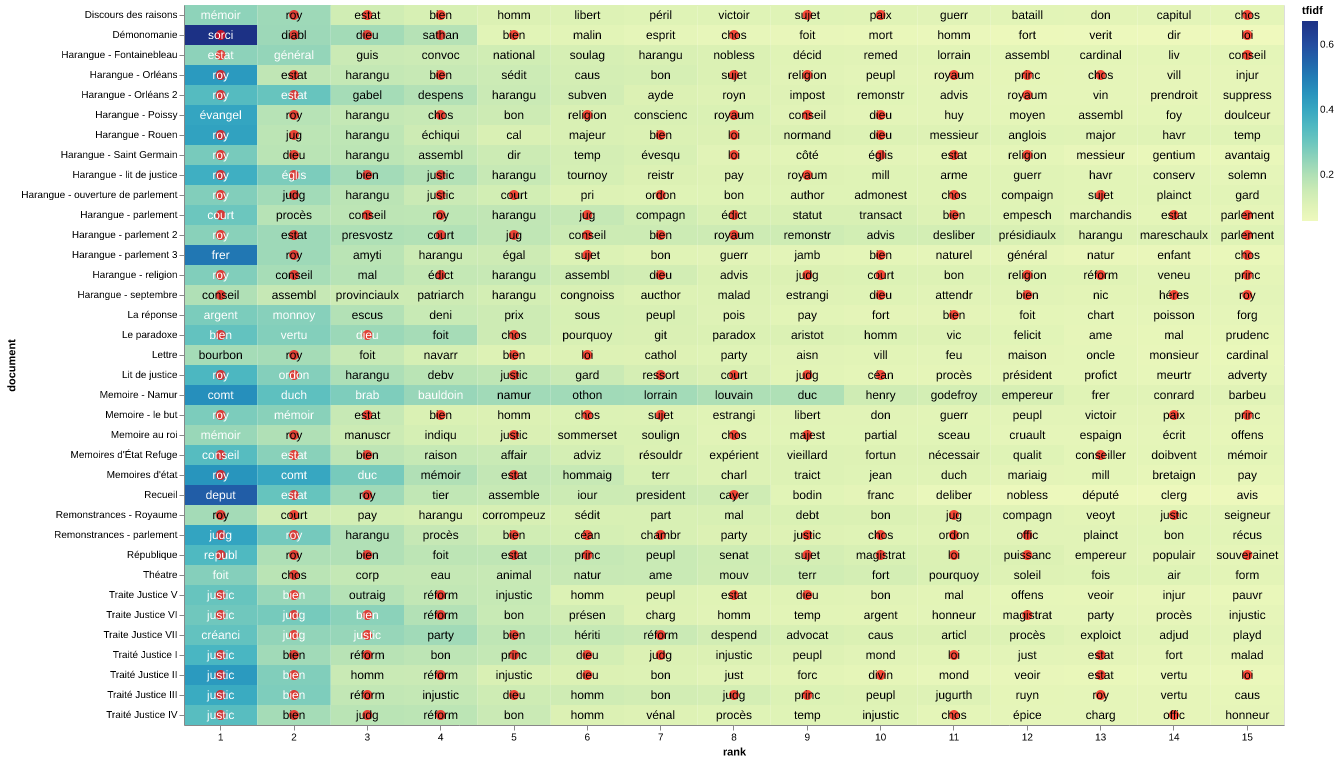 tfidf
0.6
0.4
0.2
document
Discours des raisons mémoir roy estat bien homm libert péril victoir sujet paix guerr bataill don capitul chos
Démonomanie sorci diabl dieu sathan bien malin esprit chos foit mort homm fort verit dir loi
Harangue - Fontainebleau estat général guis convoc national soulag harangu nobless décid remed lorrain assembl cardinal liv conseil
Harangue - Orléans roy estat harangu bien sédit caus bon sujet religion peupl royaum princ chos vill injur
Harangue - Orléans 2 roy estat gabel despens harangu subven ayde royn impost remonstr advis royaum vin prendroit suppress
Harangue - Poissy évangel roy harangu chos bon religion conscienc royaum conseil dieu huy moyen assembl foy douceur
Harangue - Rouen roy jug harangu échiqui cal majeur bien loi normand dieu messieur anglois major havr temp
Harangue - Saint Germain roy dieu harangu assembl dir temp évesqu loi côté églis estat religion messieur gentium avantaig
Harangue - lit de justice roy églis bien justic harangu tournoy reistr pay royaum mill arme guerr havr conserv solemn
Harangue - ouverture de parlement roy judg harangu justic court pri ordon bon author admonest chos compaign sujet plainct gard
Harangue - parlement court procès conseil roy harangu jug compagn édict statut transact bien empesch marchandis estat parlement
Harangue - parlement 2 roy estat presvostz court jug conseil bien royaum remonstr advis desliber présidiaulx harangu mareschaulx parlement
Harangue - parlement 3 frer roy amyti harangu égal sujet bon guerr jamb bien naturel général natur enfant chos
Harangue - religion roy conseil mal édict harangu assembl dieu advis judg court bon religion réform veneu princ
Harangue - septembre conseil assembl provinciaulx patriarch harangu congnoiss aucthor malad estrangi dieu attendr bien nic héres roy
La réponse argent monnoy escus deni prix sous peupl pois pay fort bien foit chart poisson forg
Le paradoxe bien vertu dieu foit chos pourquoy git paradox aristot homm vic felicit ame mal prudenc
Lettre bourbon roy foit navarr bien loi cathol party aisn vill feu maison oncle monsieur cardinal
Lit de justice roy ordon harangu debv justic gard ressort court judg céan procès président profict meurtr adverty
Memoire - Namur comt duch brab bauldoin namur othon lorrain louvain duc henry godefroy empereur frer conrard barbeu
Memoire - le but roy mémoir estat bien homm chos sujet estrangi libert don guerr peupl victoir paix princ
Memoire au roi mémoir roy manuscr indiqu justic sommerset soulign chos majest partial sceau cruault espaign écrit offens
Memoires d'État Refuge conseil estat bien raison affair adviz résouldr expérient vieillard fortun nécessair qualit conseiller doibvent mémoir
Memoires d'état roy comt duc mémoir estat hommaig terr charl traict jean duch mariaig mill bretaign pay
Recueil deput estat roy tier assemble iour president cayer bodin franc deliber nobless député clerg avis
Remonstrances - Royaume roy court pay harangu corrompeuz sédit part mal debt bon jug compagn veoyt justic seigneur
Remonstrances - parlement judg roy harangu procès bien céan chambr party justic chos ordon offic plainct bon récus
République republ roy bien foit estat princ peupl senat sujet magistrat loi puissanc empereur populair souverainet
Théatre foit chos corp eau animal natur ame mouv terr fort pourquoy soleil fois air form
Traite Justice V justic bien outraig réform injustic homm peupl estat dieu bon mal offens veoir injur pauvr
Traite Justice VI justic judg bien réform bon présen charg homm temp argent honneur magistrat party procès injustic
Traite Justice VII créanci judg justic party bien hériti réform despend advocat caus articl procès exploict adjud playd
Traité Justice I justic bien réform bon princ dieu judg injustic peupl mond loi just estat fort malad
Traité Justice II justic bien homm réform injustic dieu bon just forc divin mond veoir estat vertu loi
Traité Justice III justic bien réform injustic dieu homm bon judg princ peupl jugurth ruyn roy vertu caus
Traité Justice IV justic bien judg réform bon homm vénal procès temp injustic chos épice charg offic honneur
1 2 3 4 5 6 7 8 9 10 11 12 13 14 15
rank